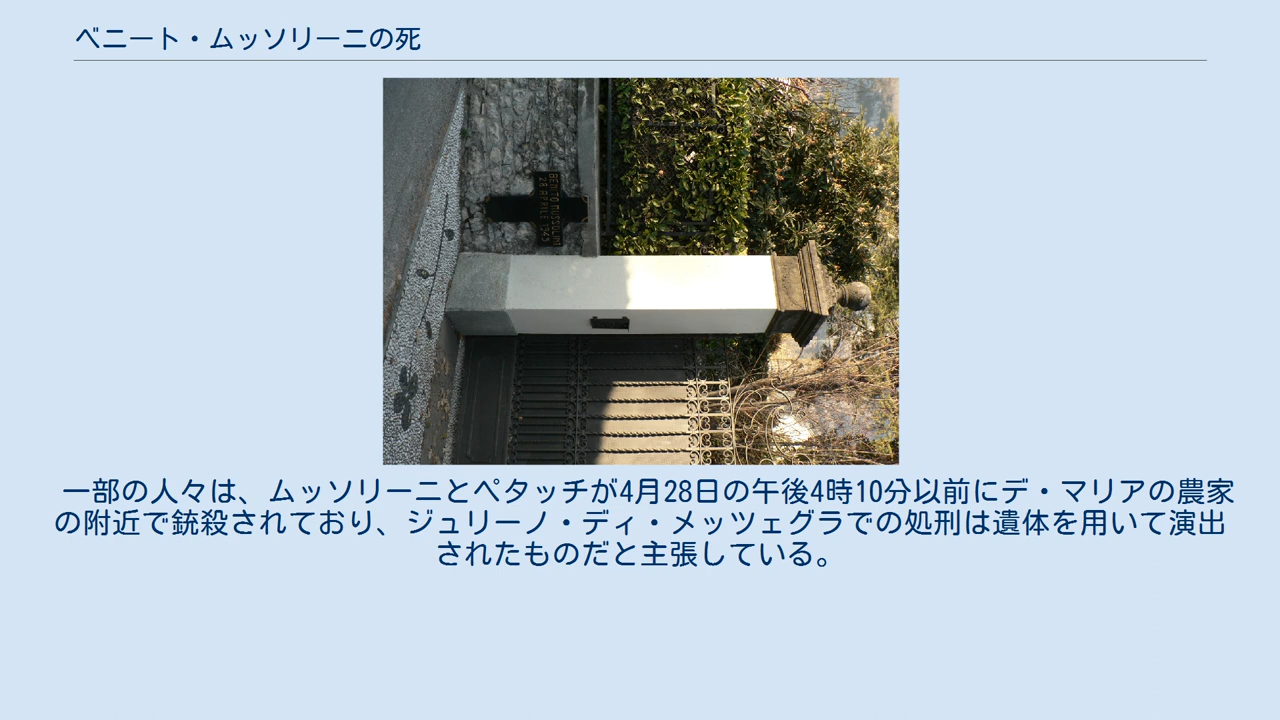 ベニート・ムッソリーニの死
BENITO MUSSOLINI
28 APRILE 1945
一部の人々は、ムッソリーニとペタッチが4月28日の午後4時10分以前にデ・マリアの農家
の附近で銃殺されており、ジュリーノ・ディ・メッツェグラでの処刑は遺体を用いて演出
されたものだと主張している。